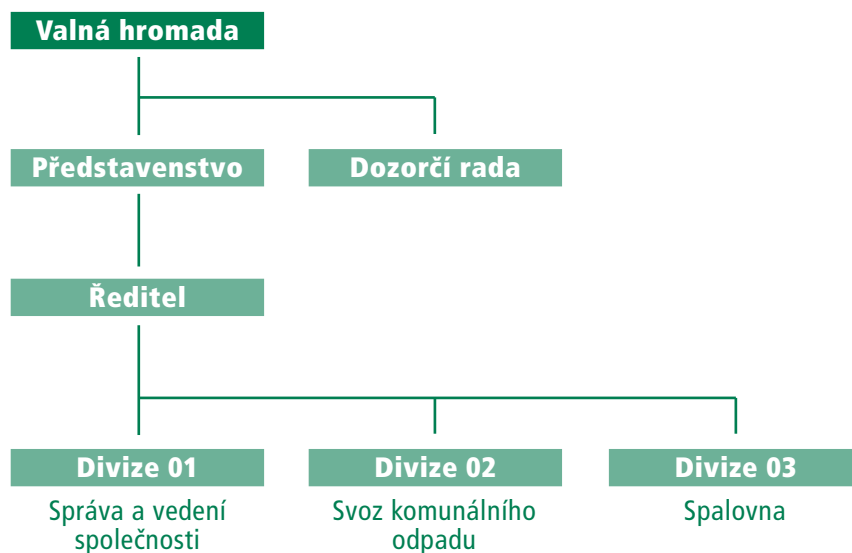 Valná hromada
Představenstvo
Dozorčí rada
Ředitel
Divize 01
Správa a vedení
společnosti
Divize 02
Svoz komunálního
odpadu
Divize 03
Spalovna